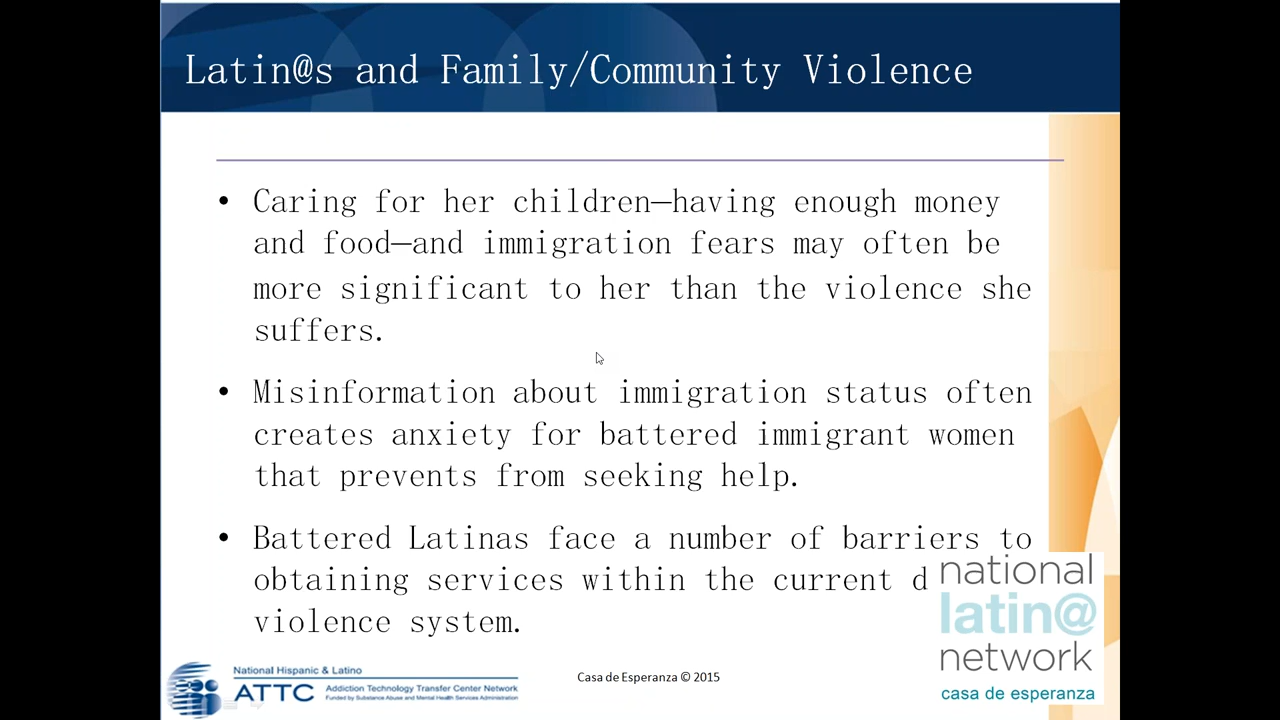 Latin@s and Family/Community Violence
• Caring for her children—having enough money
and food—and immigration fears may often be
more significant to her than the violence she
suffers.
• Misinformation about immigration status often
creates anxiety for battered immigrant women
that prevents from seeking help.
• Battered Latinas face a number of barriers to
obtaining services within the current d
violence system.
national
latin@
network
casa de esperanza
National Hispanic & Latino
ATTC
Addiction Technology Transfer Center Network
Funded by Substance Abuse and Mental Health Services Administration
Casa de Esperanza © 2015